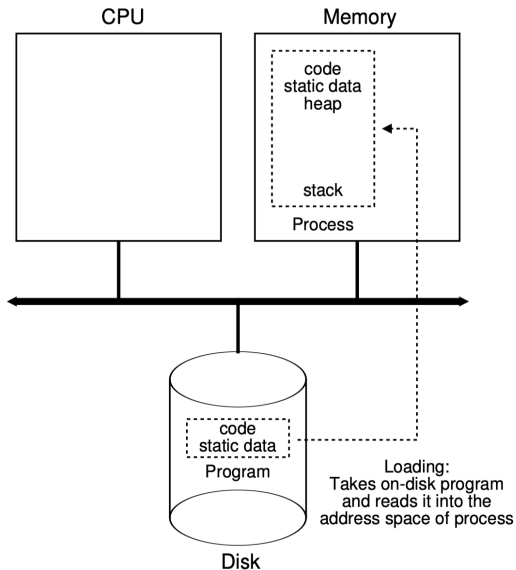 CPU
Memory
code
static data
heap
stack
Process
code
static data
Program
Loading:
Takes on-disk program
and reads it into the
address space of process
Disk